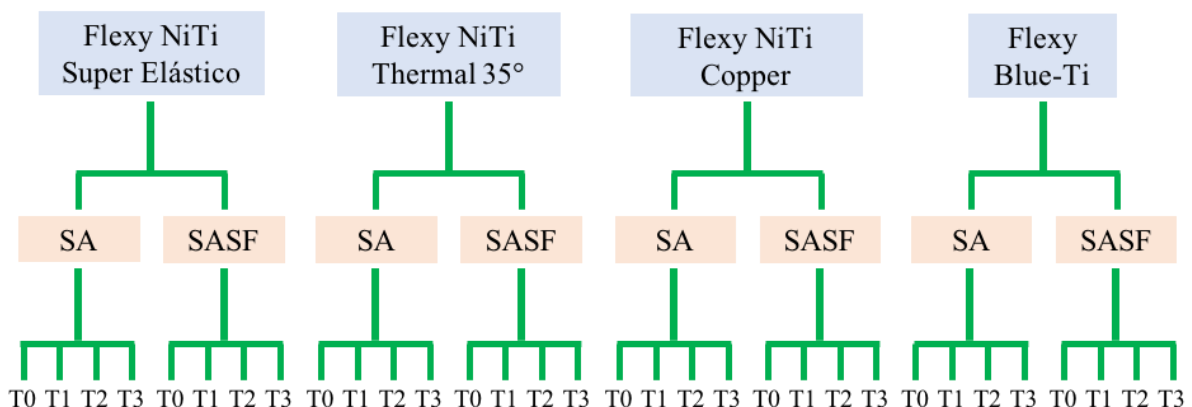 Flexy NiTi
Super Elástico
Flexy NiTi
Thermal 35°
Flexy NiTi
Copper
Flexy
Blue-Ti
SA SASF SA SASF SA SASF SA SASF
T0 T1 T2 T3 T0 T1 T2 T3 T0 T1 T2 T3 T0 T1 T2 T3 T0 T1 T2 T3 T0 T1 T2 T3 T0 T1 T2 T3 T0 T1 T2 T3